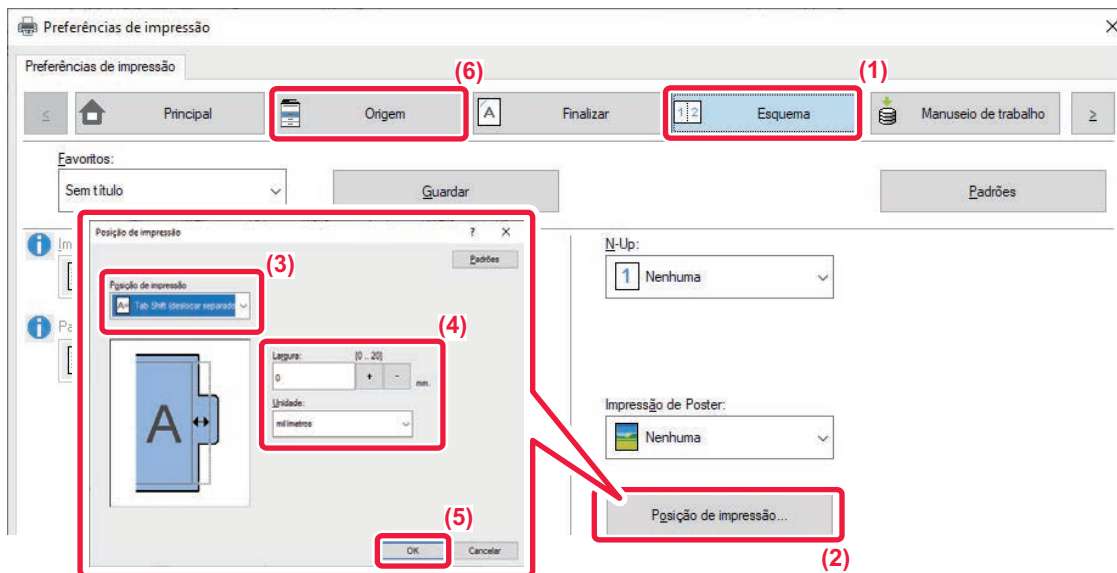 Preferências de impressão
Preferências de impressão
(6)
(1)
Principal
Origem
Finalizar
Esquema
Manuseio de trabalho
Favoritos:
Sem título
Guardar
Padrões
Posição de impressão
Padrões
(3)
Posição de impressão
Tab Shift (deslocar separado
(4)
Largura:
[0 .. 20]
0
+
-
mm.
Unidade:
milímetros
A
(5)
OK
Cancelar
N-Up:
1 Nenhuma
Impressão de Poster:
Nenhuma
Posição de impressão...
(2)